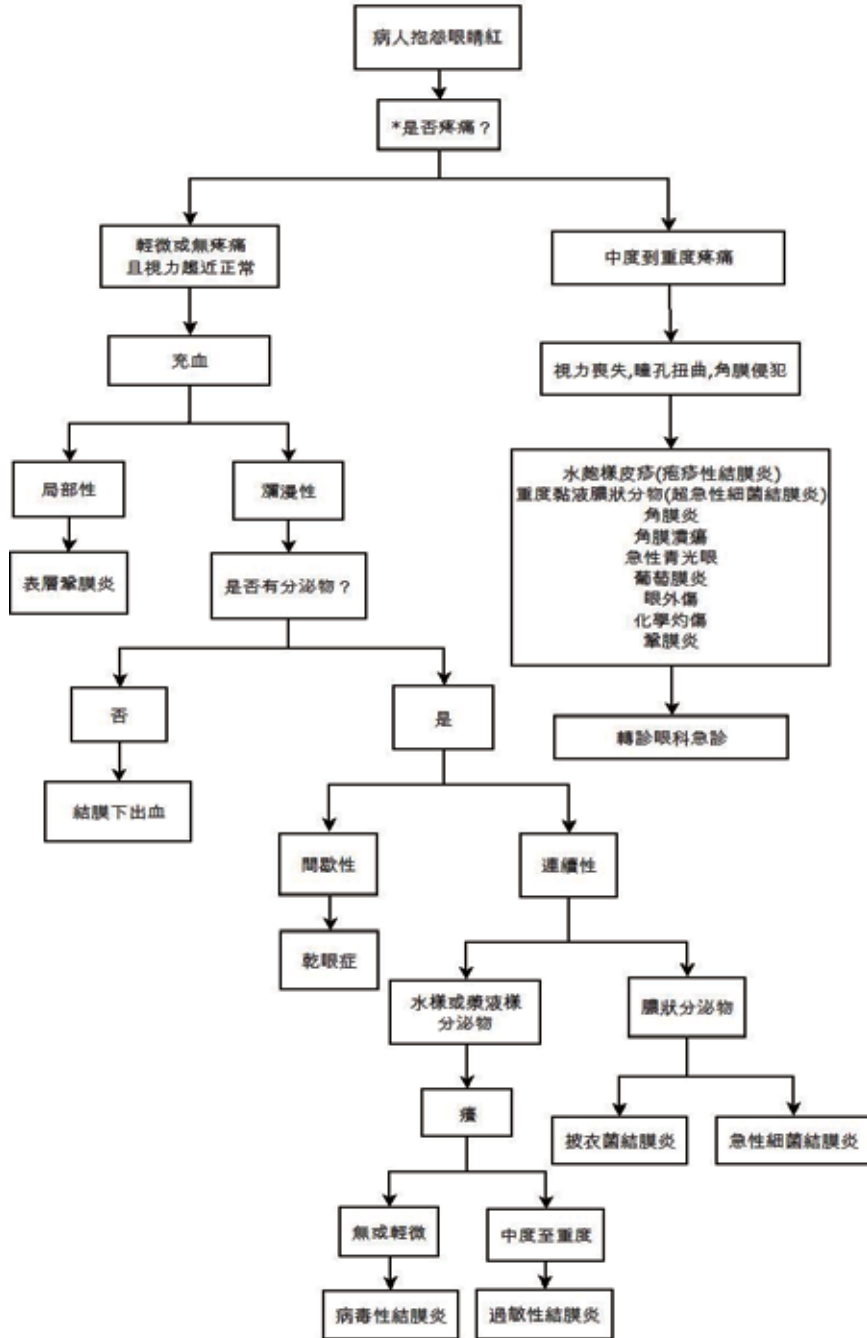 病人抱怨眼睛紅
*是否疼痛？
輕微或無疼痛
且視力趨近正常
中度到重度疼痛
充血
視力喪失,瞳孔扭曲,角膜侵犯
局部性
瀰漫性
水皰樣皮疹(疱疹性結膜炎)
重度黏液膿狀分物(超急性細菌結膜炎)
角膜炎
角膜潰瘍
急性青光眼
葡萄膜炎
眼外傷
化學灼傷
鞏膜炎
表層鞏膜炎
是否有分泌物？
否
是
轉診眼科急診
結膜下出血
間歇性
連續性
乾眼症
水樣或漿液樣
分泌物
膿狀分泌物
癢
披衣菌結膜炎
急性細菌結膜炎
無或輕微
中度至重度
病毒性結膜炎
過敏性結膜炎